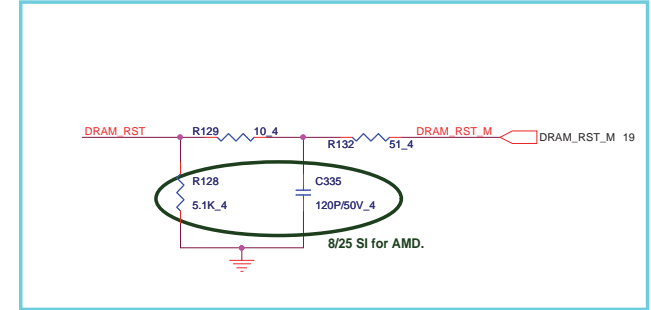 DRAM_RST R129 10_4 DRAM_RST_M DRAM_RST_M 19
R132 51_4
R128 C335
5.1K_4 120P/50V_4
8/25 SI for AMD.